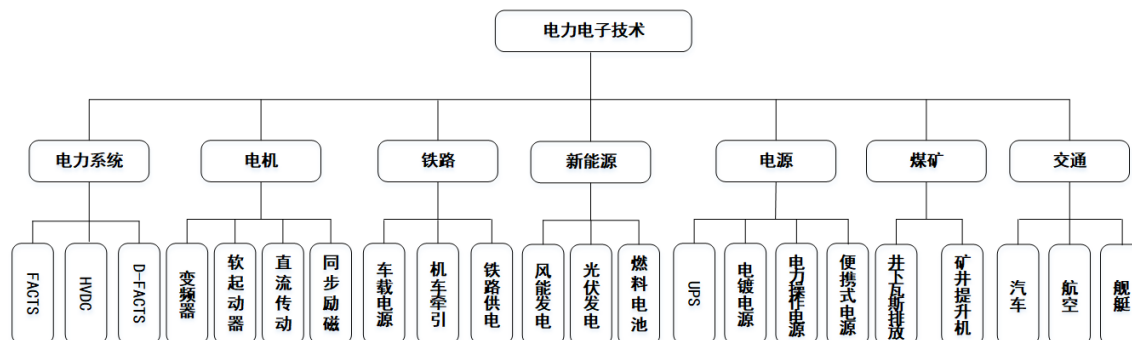 电力电子技术
电力系统
电机
铁路
新能源
电源
煤矿
交通
FACTS
HVDC
D-FACTS
变频器
软起动器
直流传动
同步励磁
车载电源
机车牵引
铁路供电
风能发电
光伏发电
燃料电池
UPS
电镀电源
电力操作电源
便携式电源
井下瓦斯排放
矿井提升机
汽车
航空
舰艇